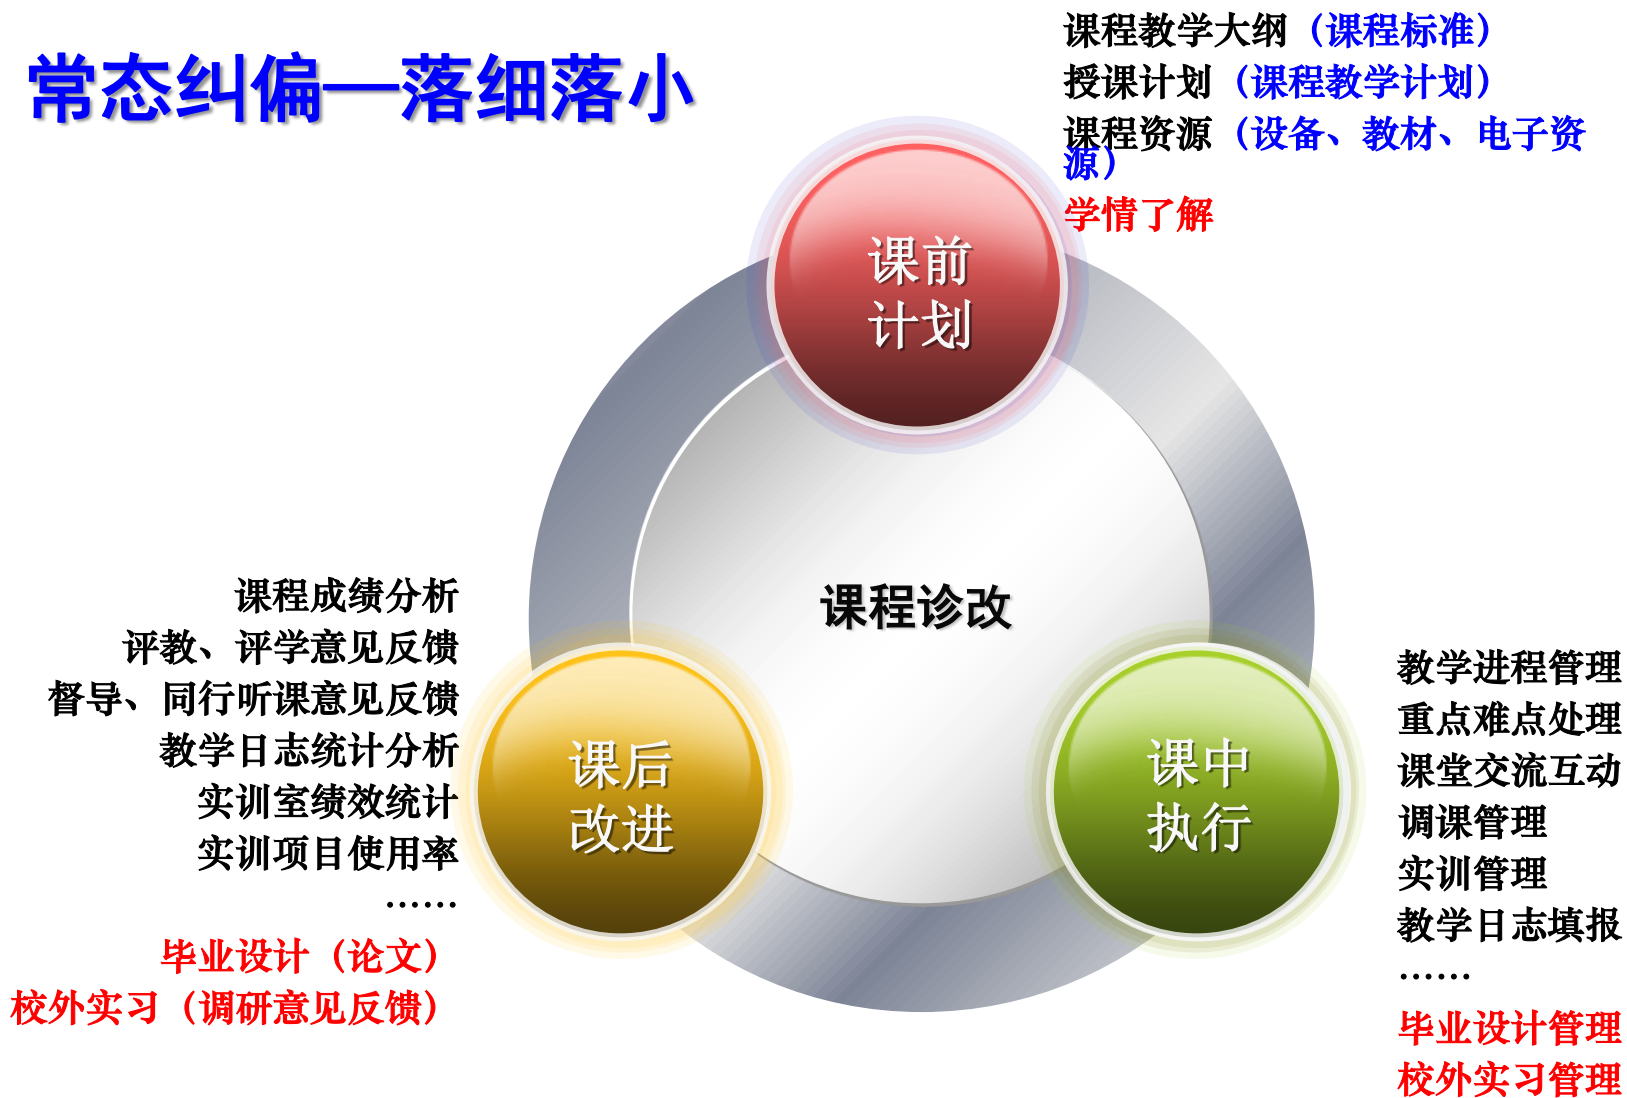 常态纠偏—落细落小
课程教学大纲（课程标准）
授课计划（课程教学计划）
课程资源（设备、教材、电子资
源）
学情了解
课前
计划
课程诊改
课程成绩分析
评教、评学意见反馈
督导、同行听课意见反馈
教学日志统计分析
实训室绩效统计
实训项目使用率
……
毕业设计（论文）
校外实习（调研意见反馈）
课后
改进
课中
执行
教学进程管理
重点难点处理
课堂交流互动
调课管理
实训管理
教学日志填报
……
毕业设计管理
校外实习管理